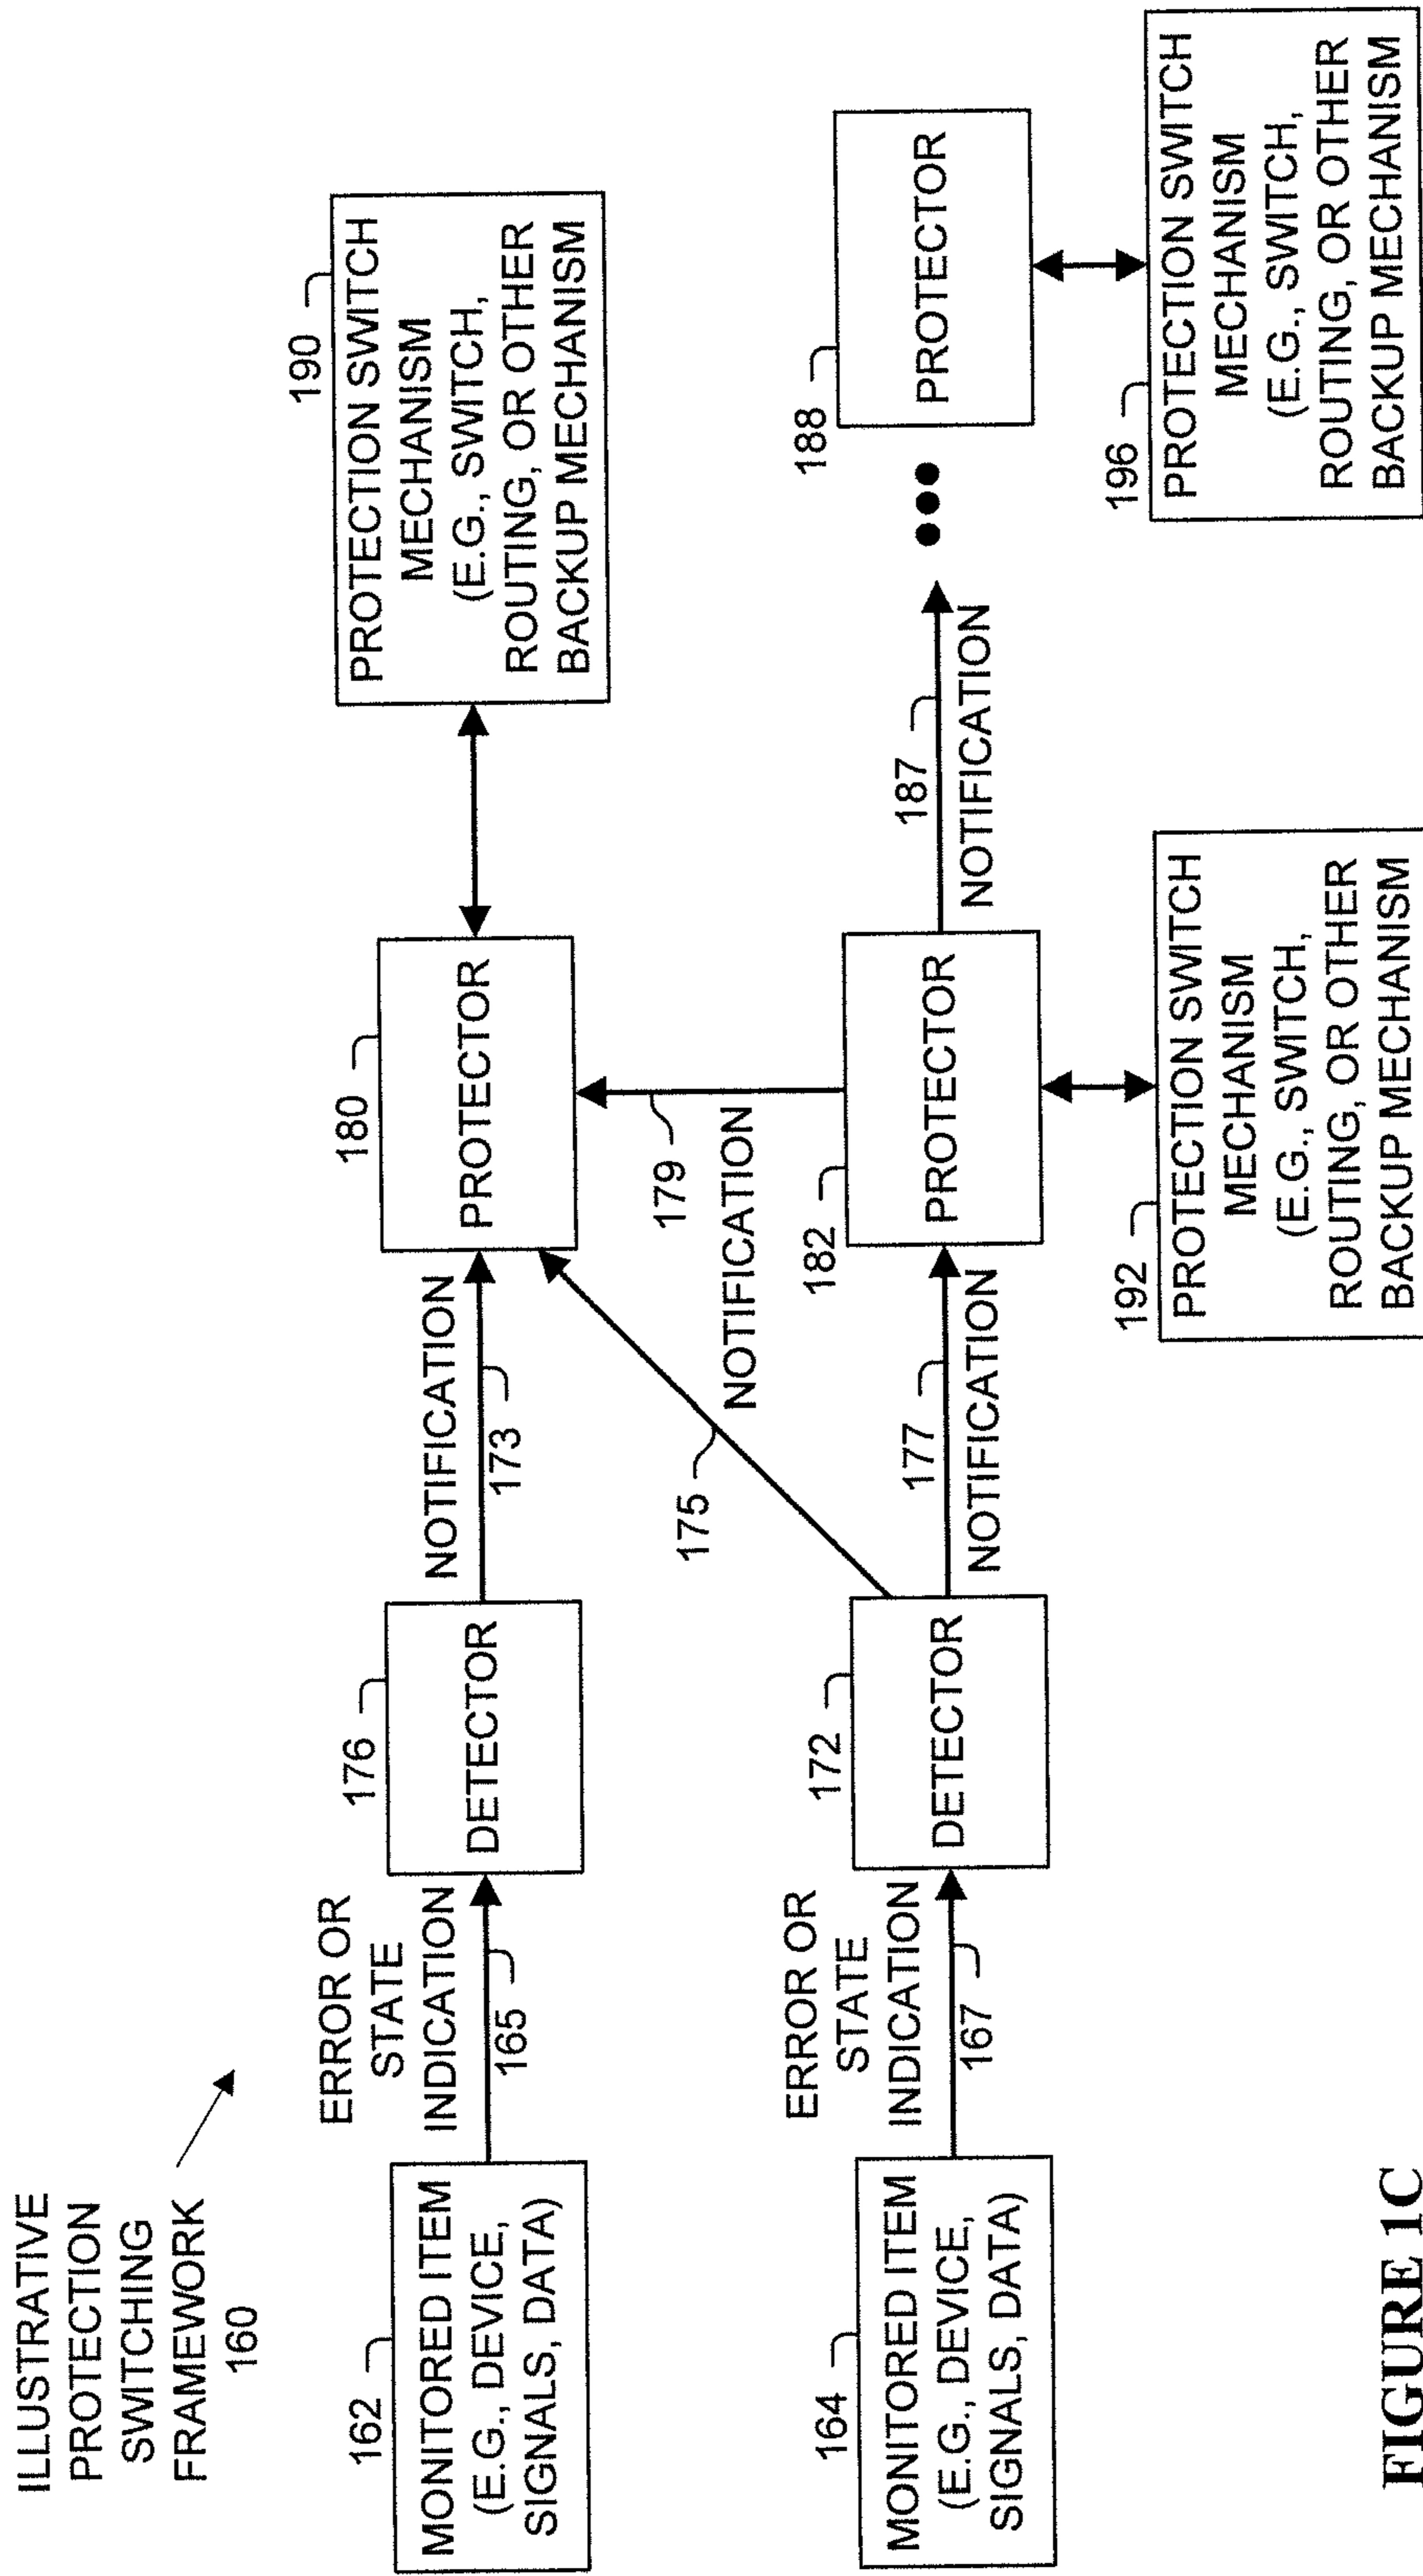 ILLUSTRATIVE
PROTECTION
SWITCHING
FRAMEWORK
160
162
MONITORED ITEM
(E.G., DEVICE,
SIGNALS, DATA)
ERROR OR
STATE
INDICATION
165
176
DETECTOR
NOTIFICATION
173
180
PROTECTOR
190
PROTECTION SWITCH
MECHANISM
(E.G., SWITCH,
ROUTING, OR OTHER
BACKUP MECHANISM
175
NOTIFICATION
179
164
MONITORED ITEM
(E.G., DEVICE,
SIGNALS, DATA)
ERROR OR
STATE
INDICATION
167
172
DETECTOR
177
NOTIFICATION
182
PROTECTOR
187
NOTIFICATION
188
PROTECTOR
192
PROTECTION SWITCH
MECHANISM
(E.G., SWITCH,
ROUTING, OR OTHER
BACKUP MECHANISM
196
PROTECTION SWITCH
MECHANISM
(E.G., SWITCH,
ROUTING, OR OTHER
BACKUP MECHANISM
FIGURE 1C